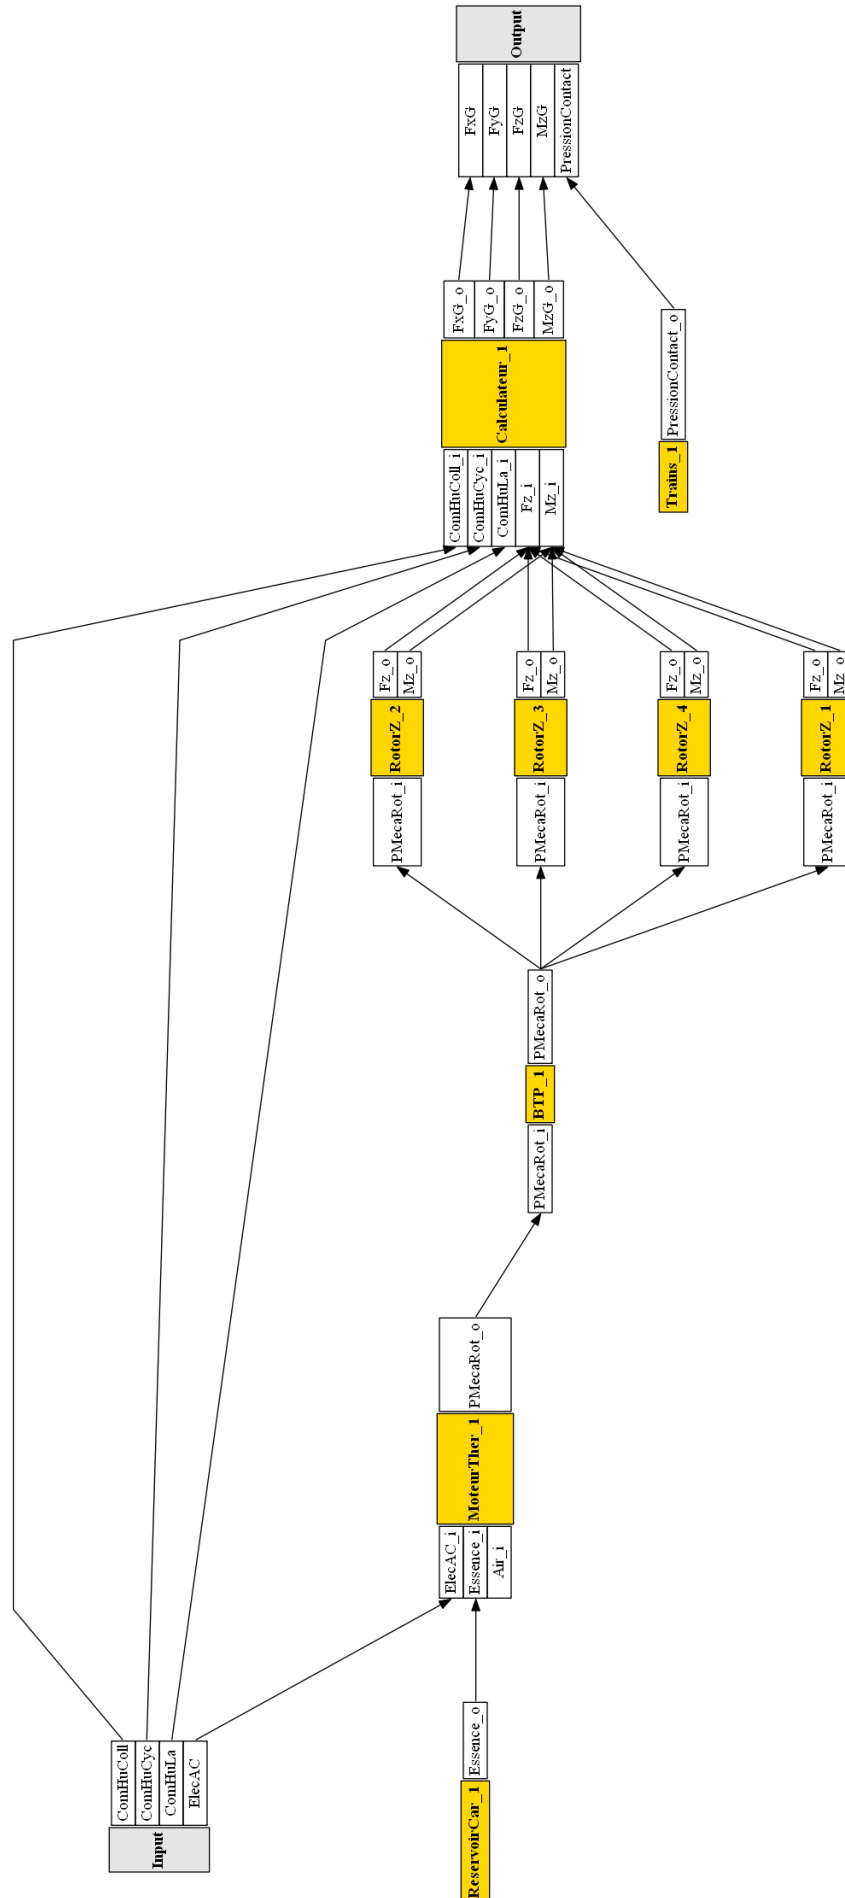 Output
FxG
FyG
FzG
MzG
PressionContact
FxG_o
FyG_o
FzG_o
MzG_o
Calculateur_1
ComHuColl_i
ComHuCyc_i
ComHuLa_i
Fz_i
Mz_i
PressionContact_o
Trains_1
Fz_o
Mz_o
RotorZ_2
PMecaRot_i
Fz_o
Mz_o
RotorZ_3
PMecaRot_i
Fz_o
Mz_o
RotorZ_4
PMecaRot_i
Fz_o
Mz_o
RotorZ_1
PMecaRot_i
PMecaRot_o
BTP_1
PMecaRot_i
PMecaRot_o
MoteurTher_1
ElecAC_i
Essence_i
Air_i
Essence_o
ReservoirCar_1
ComHuColl
ComHuCyc
ComHuLa
ElecAC
Input